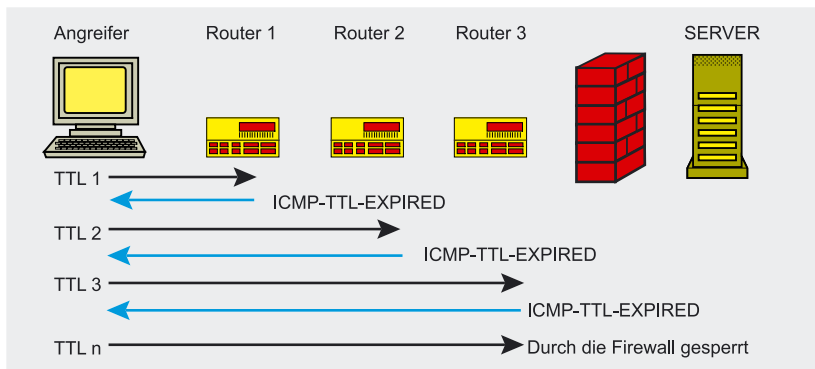 Angreifer Router 1 Router 2 Router 3 SERVER
TTL 1
ICMP-TTL-EXPIRED
TTL 2
ICMP-TTL-EXPIRED
TTL 3
ICMP-TTL-EXPIRED
TTL n Durch die Firewall gesperrt